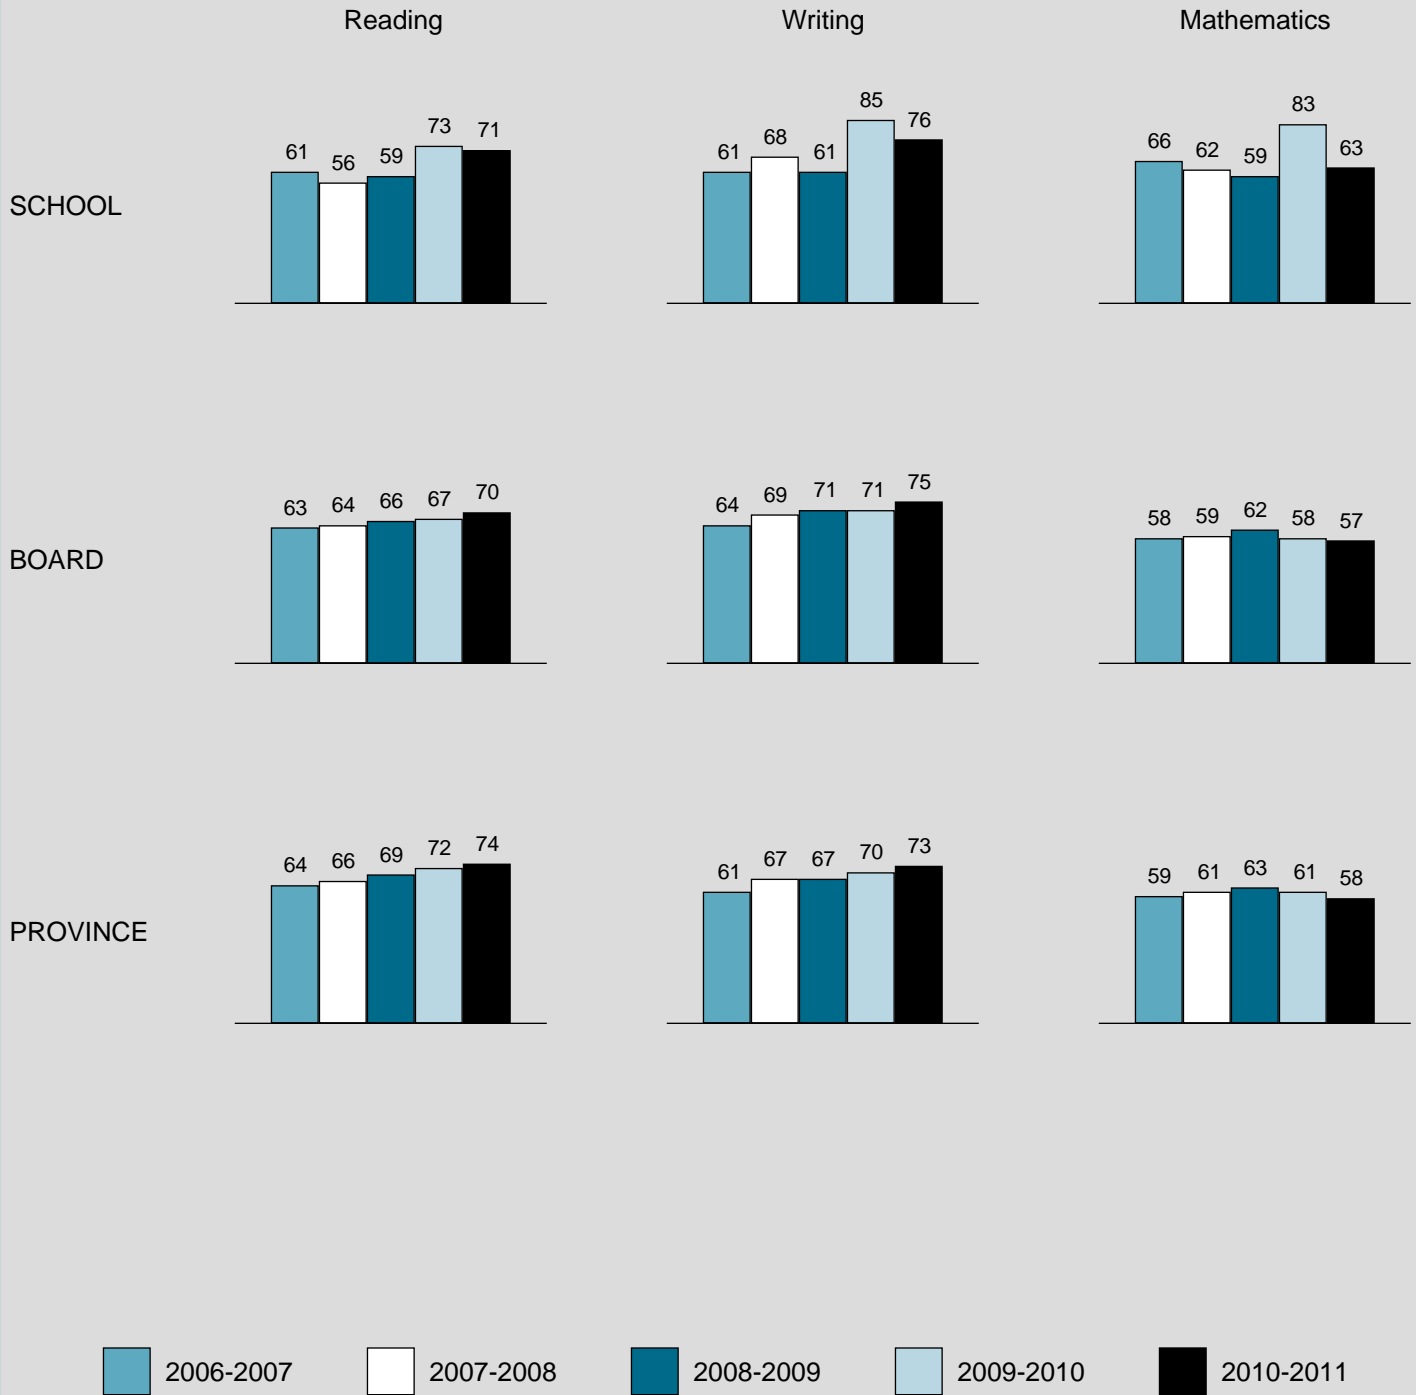 Reading Writing Mathematics
SCHOOL
61 56 59 73 71
61 68 61 85 76
66 62 59 83 63
BOARD
63 64 66 67 70
64 69 71 71 75
58 59 62 58 57
PROVINCE
64 66 69 72 74
61 67 67 70 73
59 61 63 61 58
2006-2007 2007-2008 2008-2009 2009-2010 2010-2011